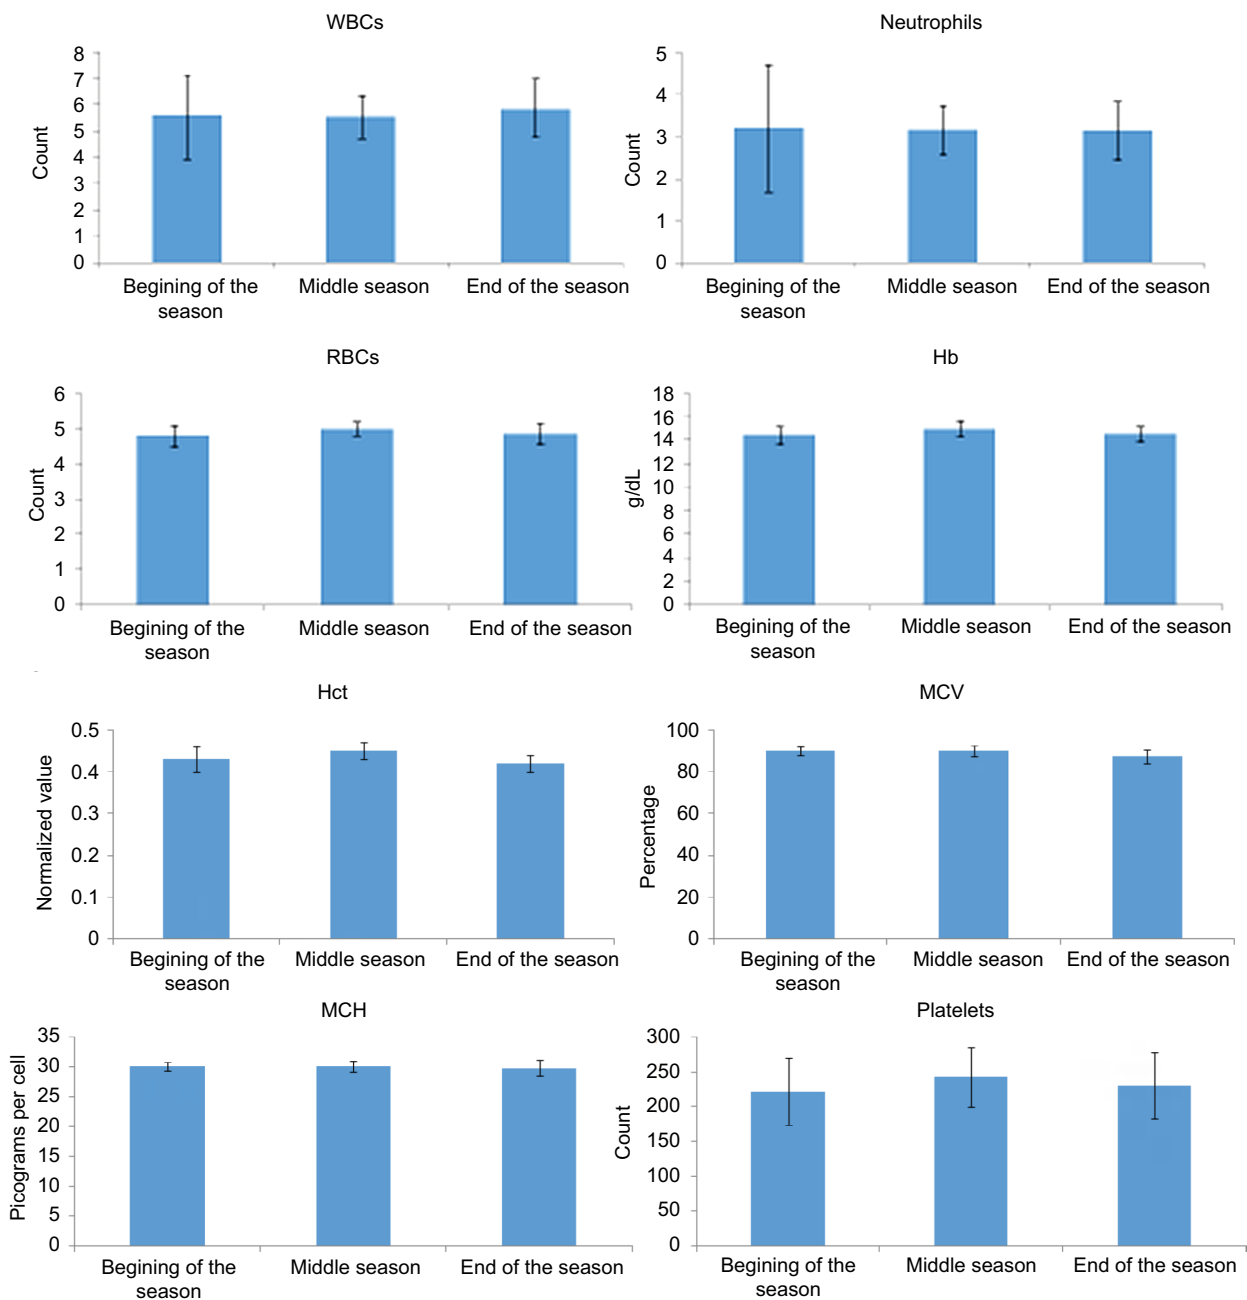 WBCs
8
7
6
5
4
3
2
1
0
Count
Begining of the
season
Middle season
End of the season
Neutrophils
5
4
3
2
1
0
Count
Begining of the
season
Middle season
End of the season
RBCs
6
5
4
3
2
1
0
Count
Begining of the
season
Middle season
End of the season
Hb
18
16
14
12
10
8
6
4
2
0
g/dL
Begining of the
season
Middle season
End of the season
Hct
0.5
0.4
0.3
0.2
0.1
0
Normalized value
Begining of the
season
Middle season
End of the season
MCV
100
80
60
40
20
0
Percentage
Begining of the
season
Middle season
End of the season
MCH
35
30
25
20
15
10
5
0
Picograms per cell
Begining of the
season
Middle season
End of the season
Platelets
300
250
200
150
100
50
0
Count
Begining of the
season
Middle season
End of the season